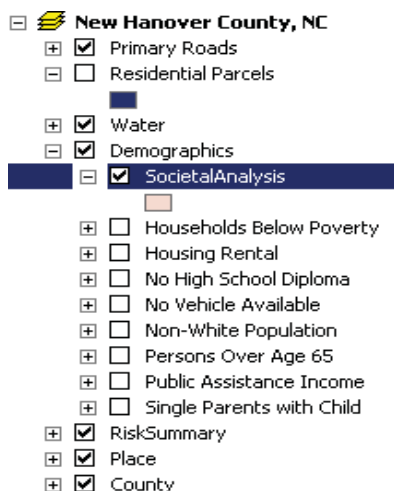 New Hanover County, NC
Primary Roads
Residential Parcels
Water
Demographics
SocietalAnalysis
Households Below Poverty
Housing Rental
No High School Diploma
No Vehicle Available
Non-White Population
Persons Over Age 65
Public Assistance Income
Single Parents with Child
RiskSummary
Place
County